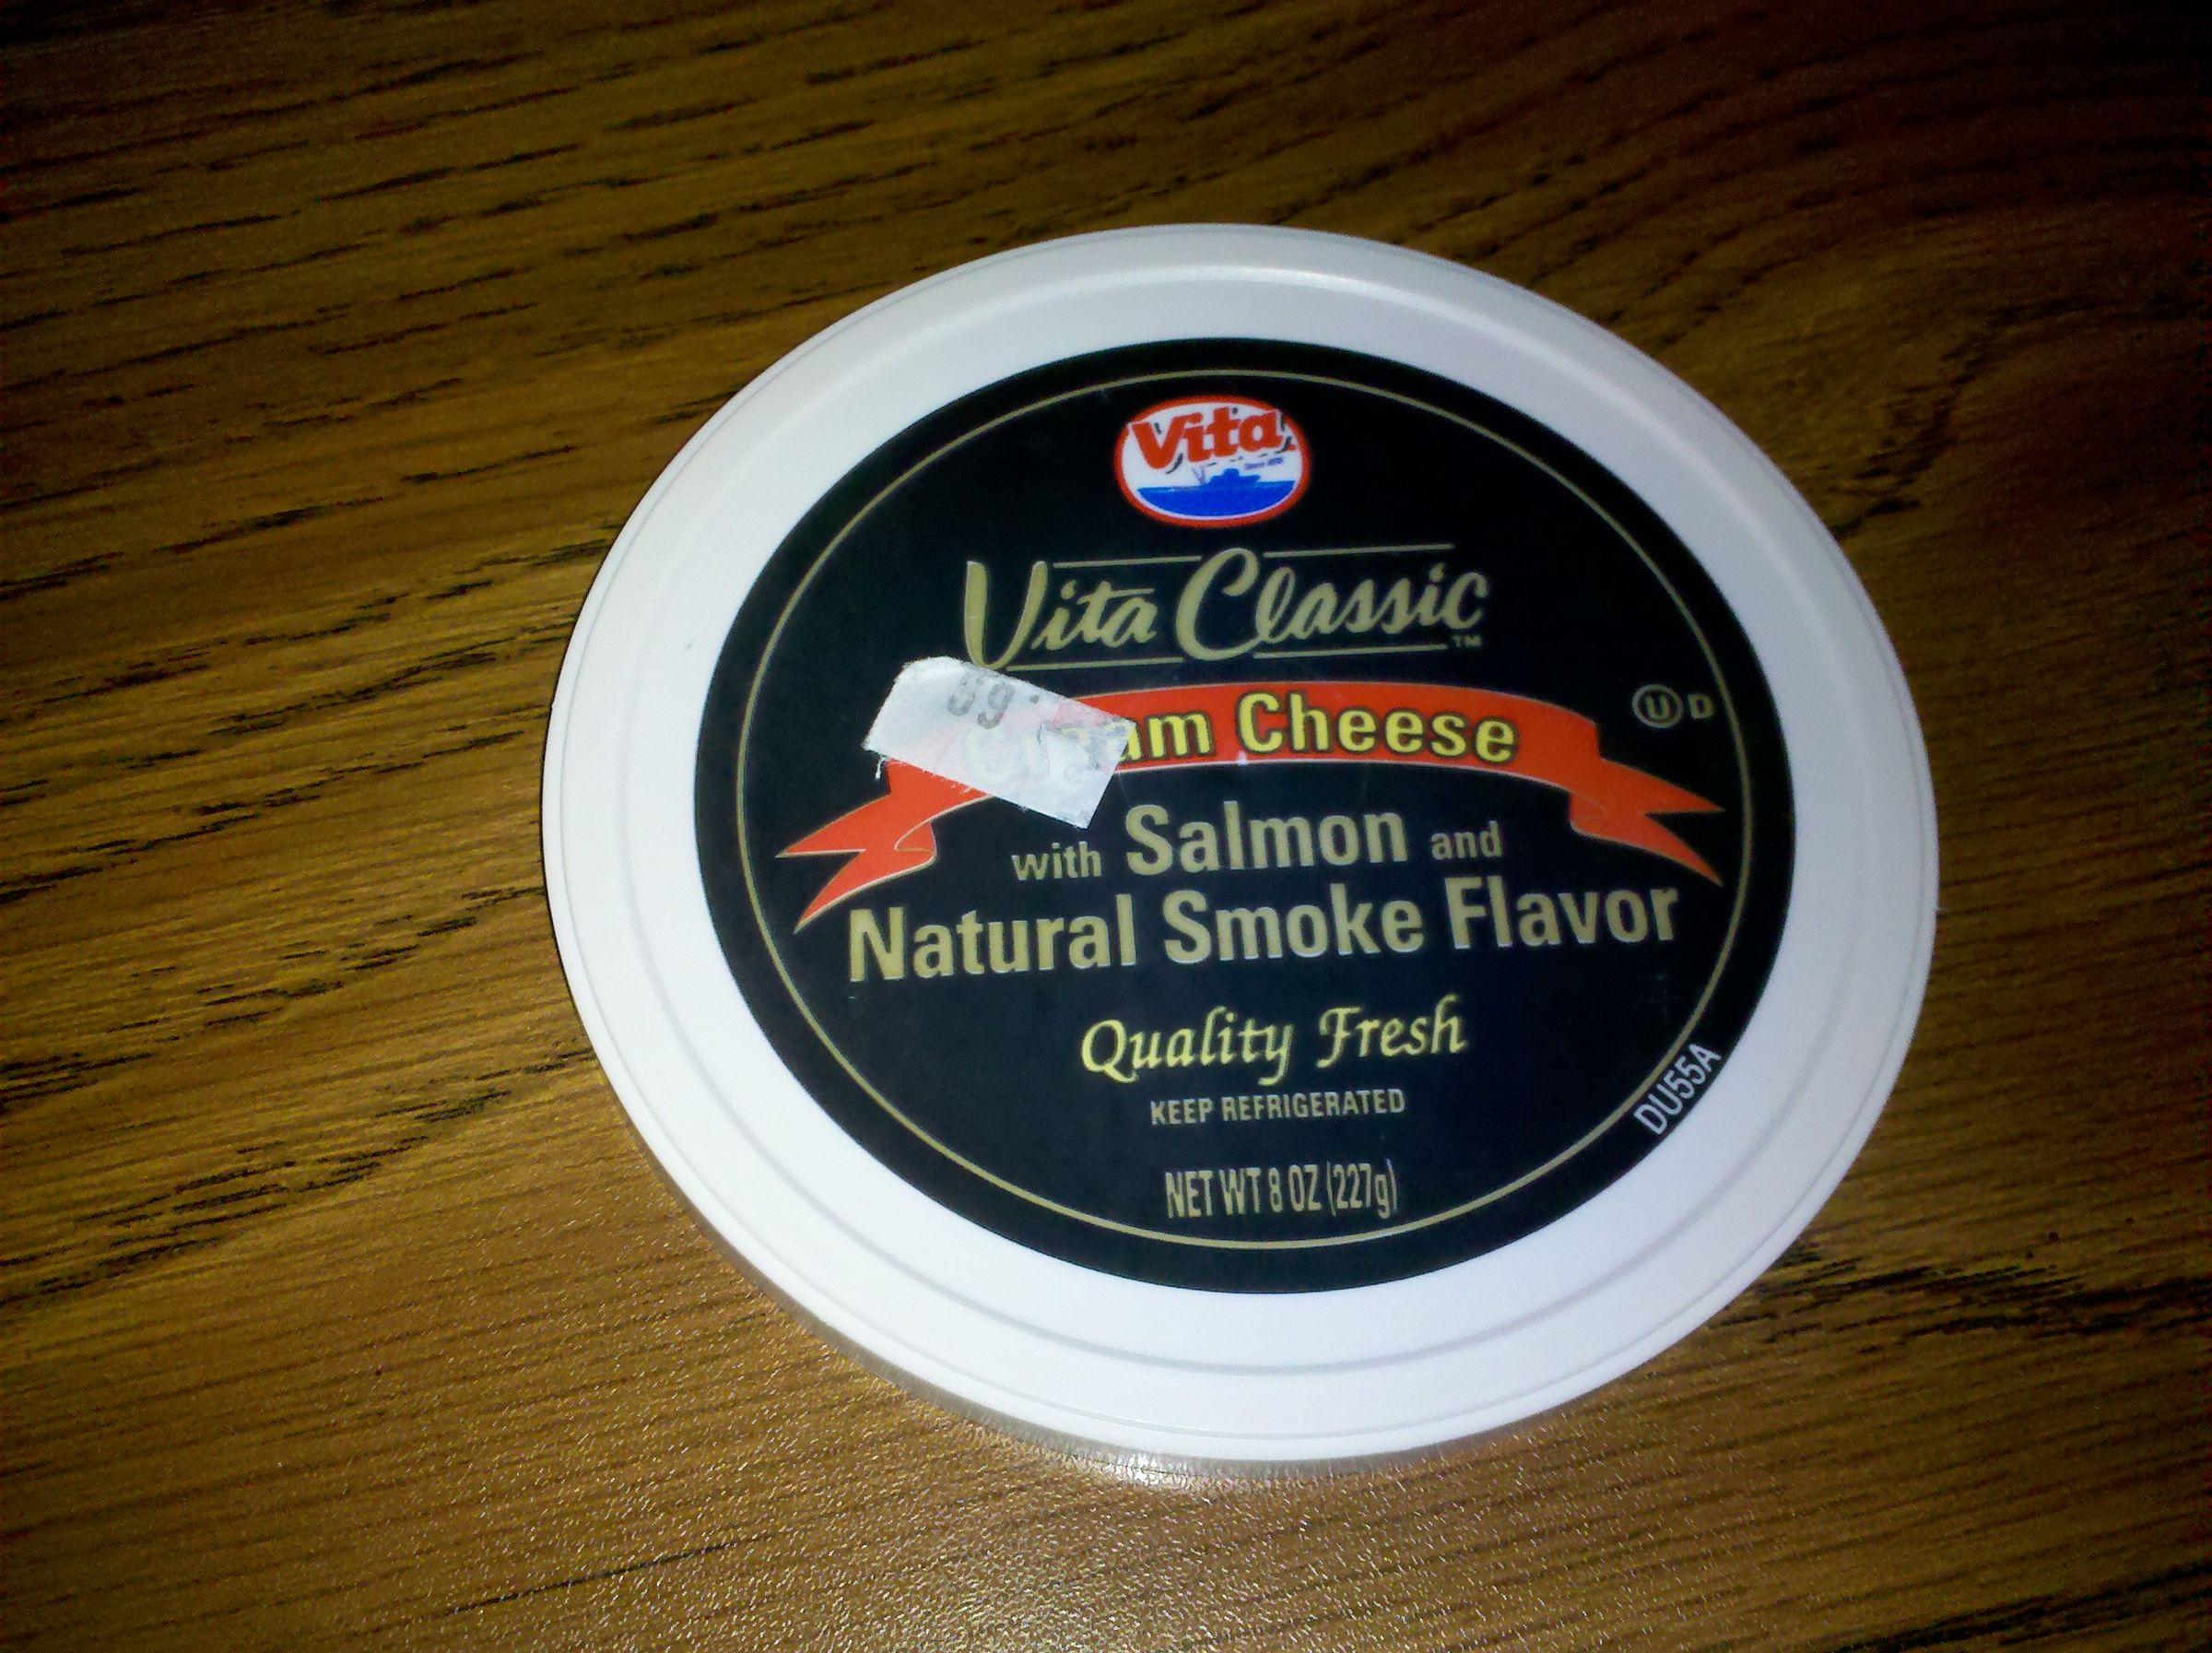 Vita
Vita Classic™
am Cheese
Ⓤ D
with Salmon and
Natural Smoke Flavor
Quality Fresh
KEEP REFRIGERATED
NET WT 8 OZ (227g)
DU55A